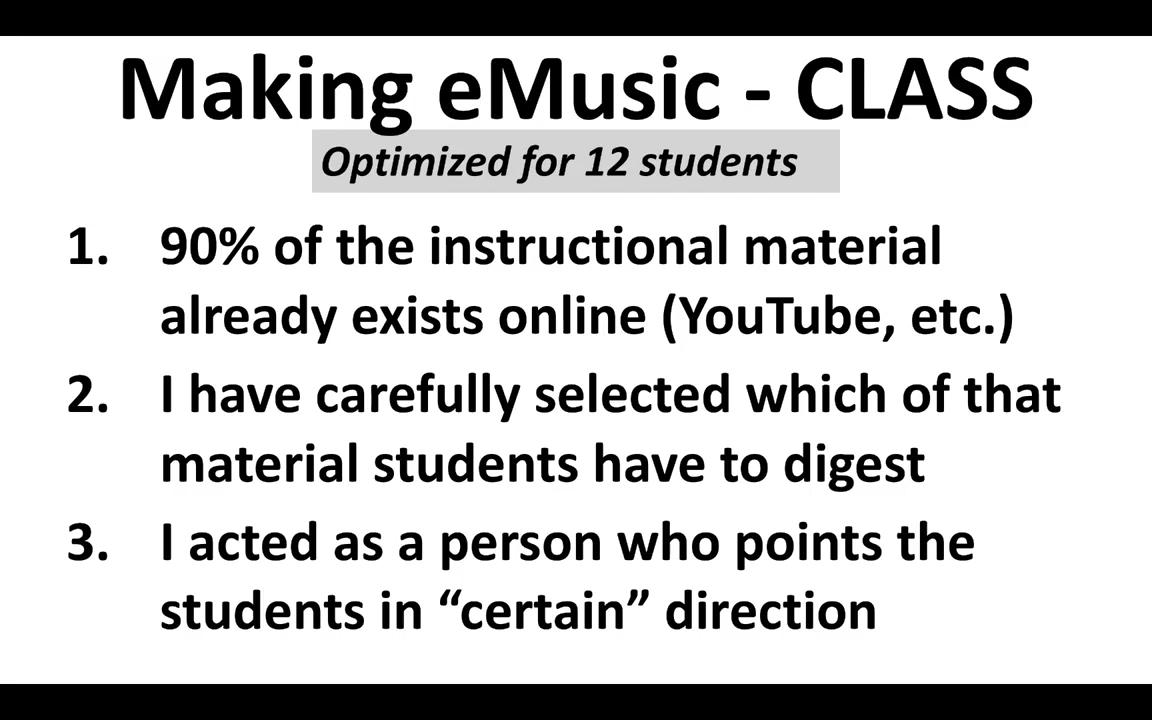 Making eMusic - CLASS
Optimized for 12 students
1. 90% of the instructional material
already exists online (YouTube, etc.)
2. I have carefully selected which of that
material students have to digest
3. I acted as a person who points the
students in “certain” direction